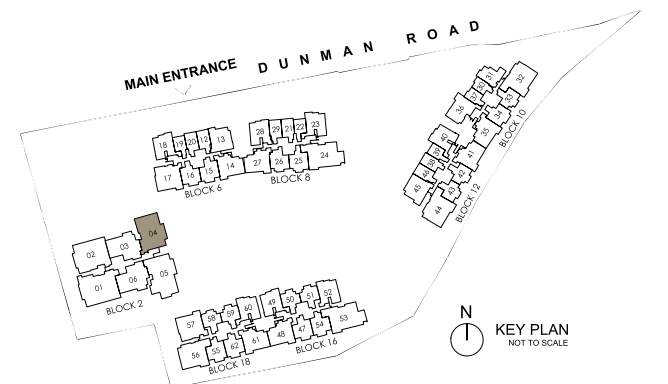 DUNMAN ROAD
MAIN ENTRANCE
18 19 20 12 13
17 16 15 14
BLOCK 6
28 29 21 22 23
27 26 25 24
BLOCK 8
31 32
30
37 33
36 34
35
BLOCK 10
40
39 41
38
46 42
45 43
44
BLOCK 12
04
03
02
01 06 05
BLOCK 2
57 58 59 60
56 55 62 61
BLOCK 18
49 50 51 52
48 47 54 53
BLOCK 16
N
KEY PLAN
NOT TO SCALE